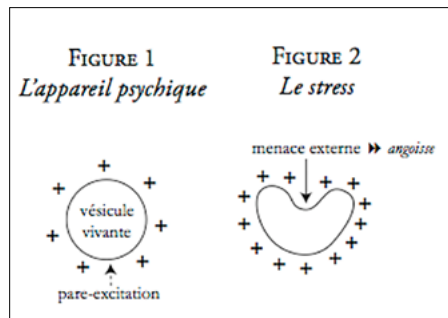 FIGURE 1
L'appareil psychique
vésicule
vivante
pare-excitation
FIGURE 2
Le stress
menace externe ▸▸ angoisse